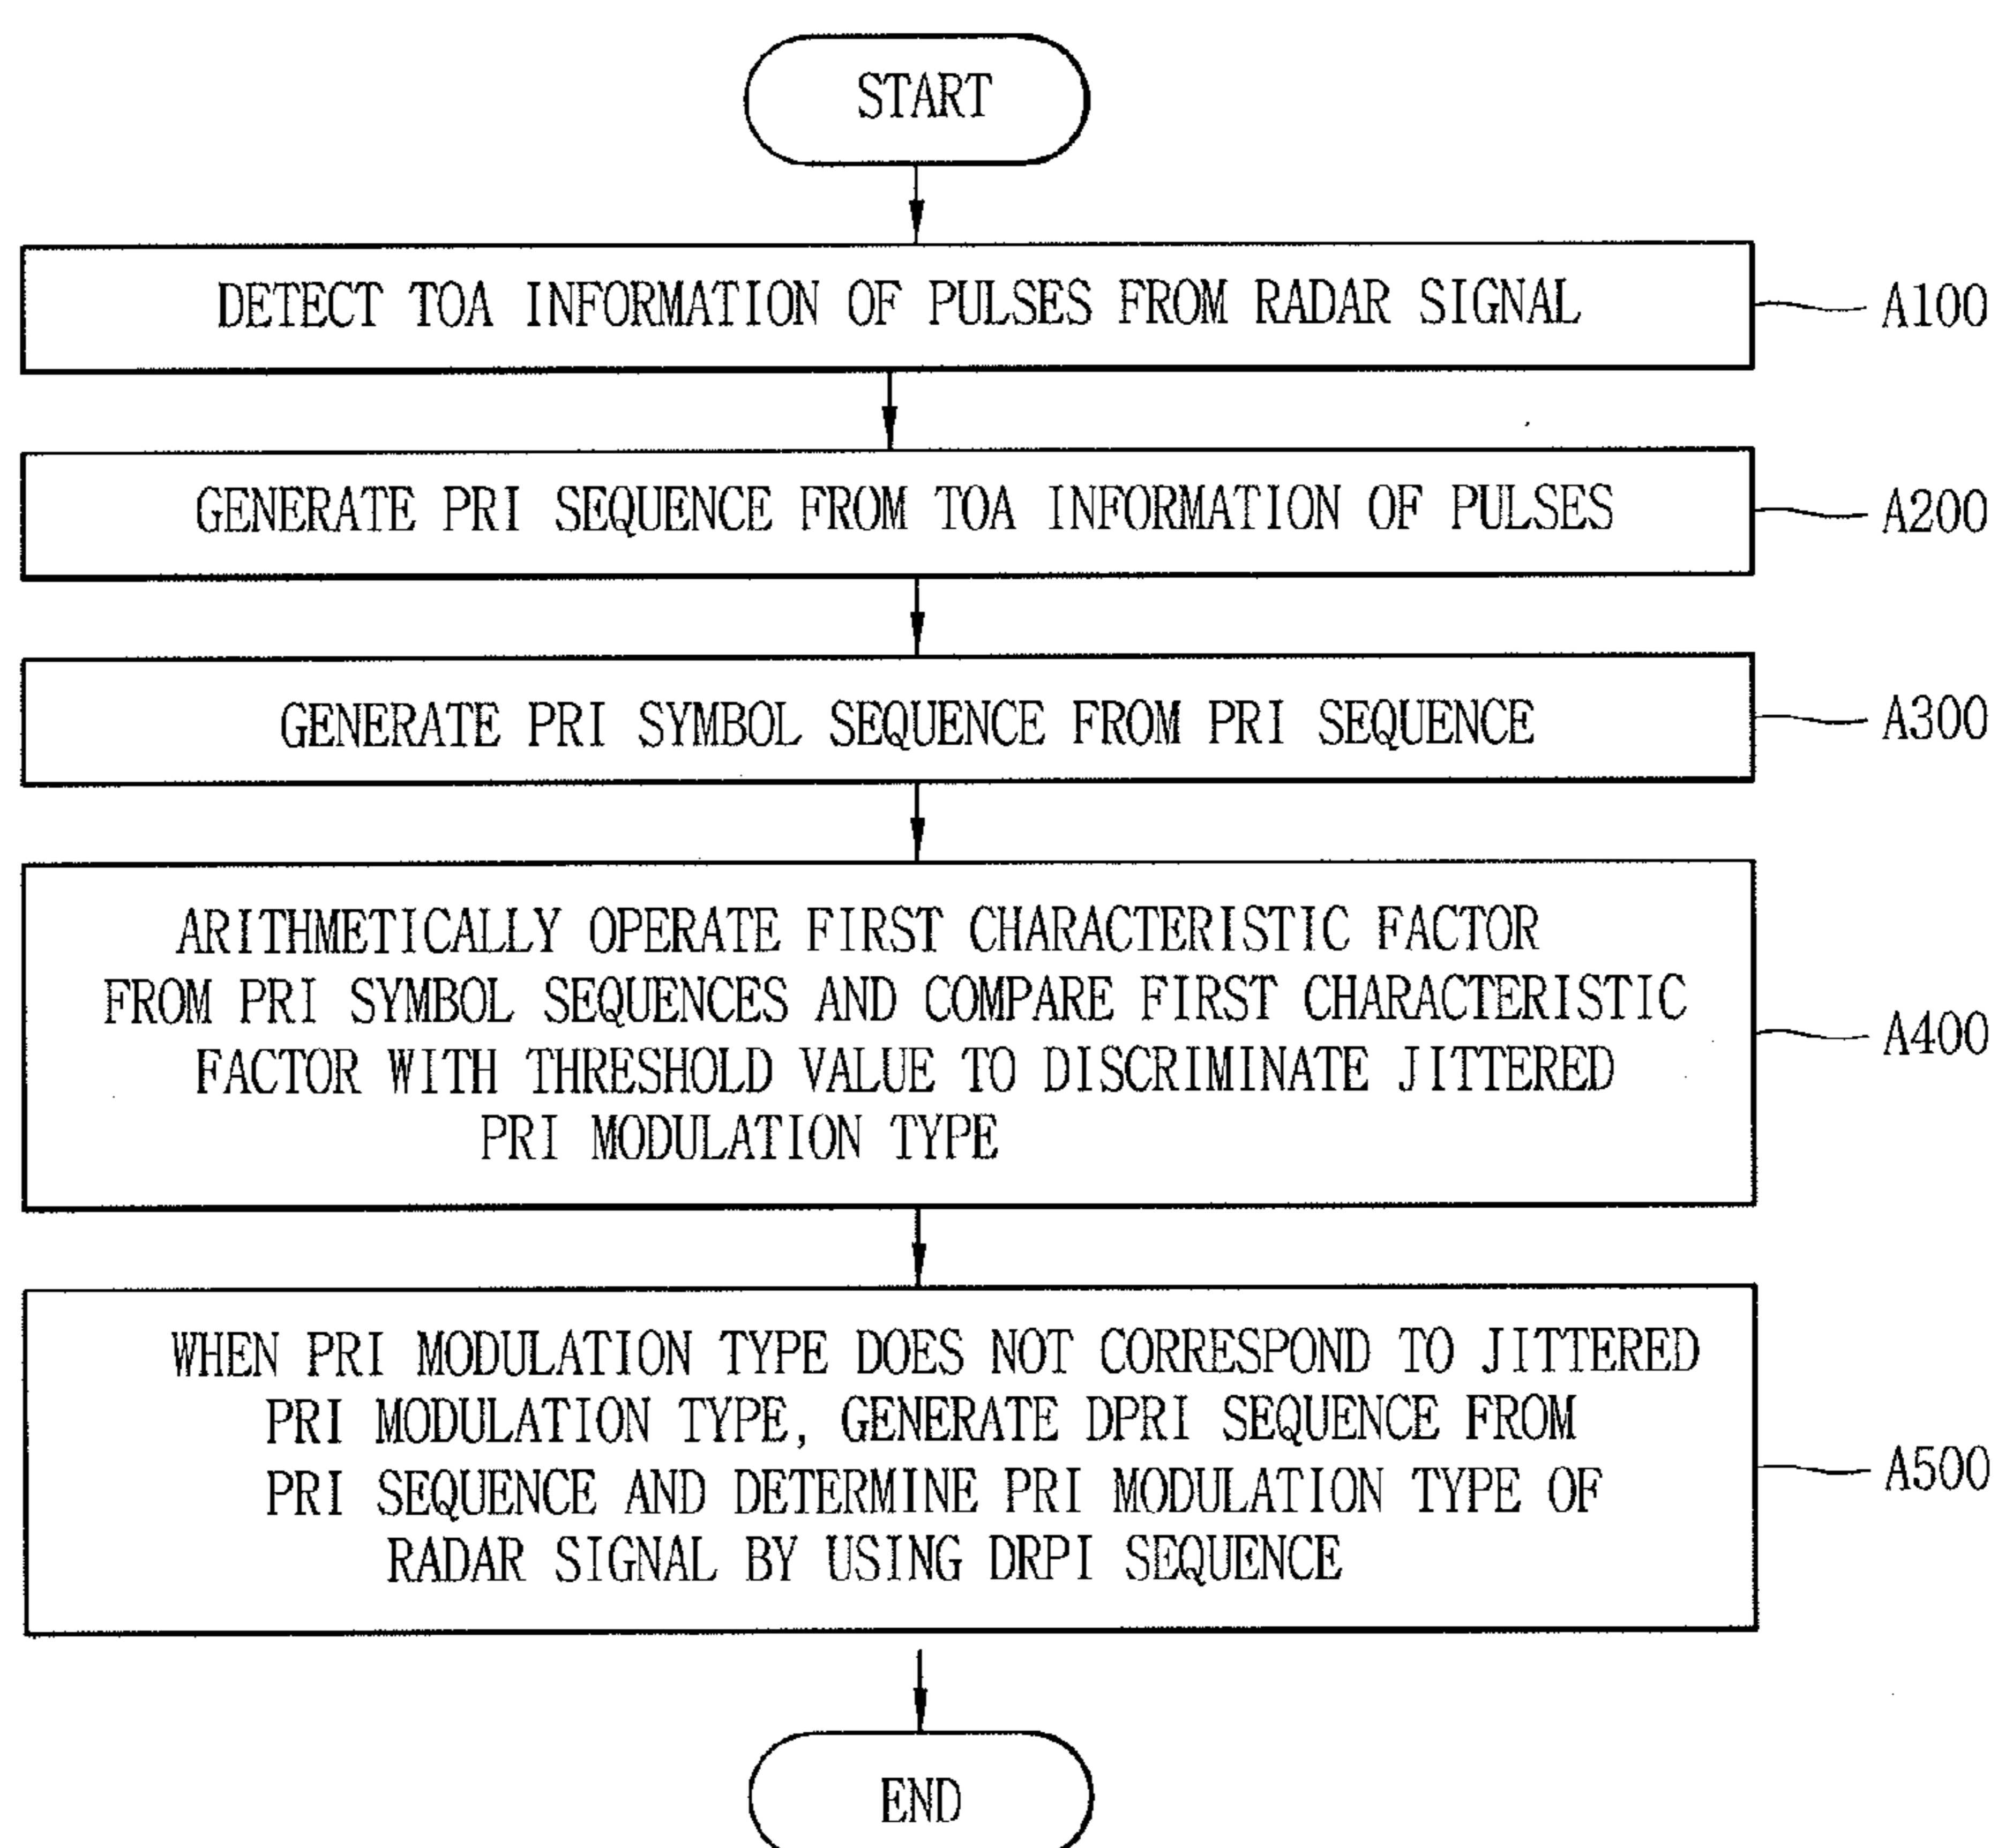 START
DETECT TOA INFORMATION OF PULSES FROM RADAR SIGNAL
A100
GENERATE PRI SEQUENCE FROM TOA INFORMATION OF PULSES
A200
GENERATE PRI SYMBOL SEQUENCE FROM PRI SEQUENCE
A300
ARITHMETICALLY OPERATE FIRST CHARACTERISTIC FACTOR
FROM PRI SYMBOL SEQUENCES AND COMPARE FIRST CHARACTERISTIC
FACTOR WITH THRESHOLD VALUE TO DISCRIMINATE JITTERED
PRI MODULATION TYPE
A400
WHEN PRI MODULATION TYPE DOES NOT CORRESPOND TO JITTERED
PRI MODULATION TYPE, GENERATE DPRI SEQUENCE FROM
PRI SEQUENCE AND DETERMINE PRI MODULATION TYPE OF
RADAR SIGNAL BY USING DRPI SEQUENCE
A500
END